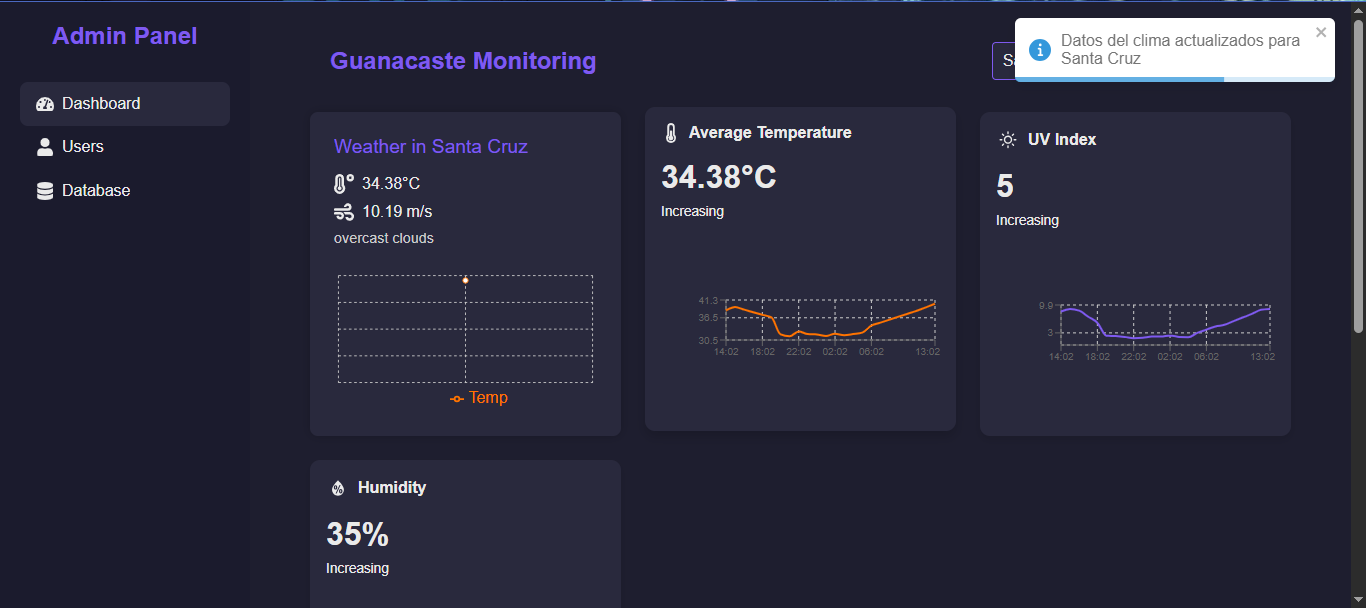 Admin Panel
Dashboard
Users
Database
Guanacaste Monitoring
Datos del clima actualizados para
Santa Cruz
Weather in Santa Cruz
34.38°C
10.19 m/s
overcast clouds
Temp
Average Temperature
34.38°C
Increasing
41.3
36.5
30.5
14:02 18:02 22:02 02:02 06:02 13:02
UV Index
5
Increasing
9.9
3
14:02 18:02 22:02 02:02 06:02 13:02
Humidity
35%
Increasing